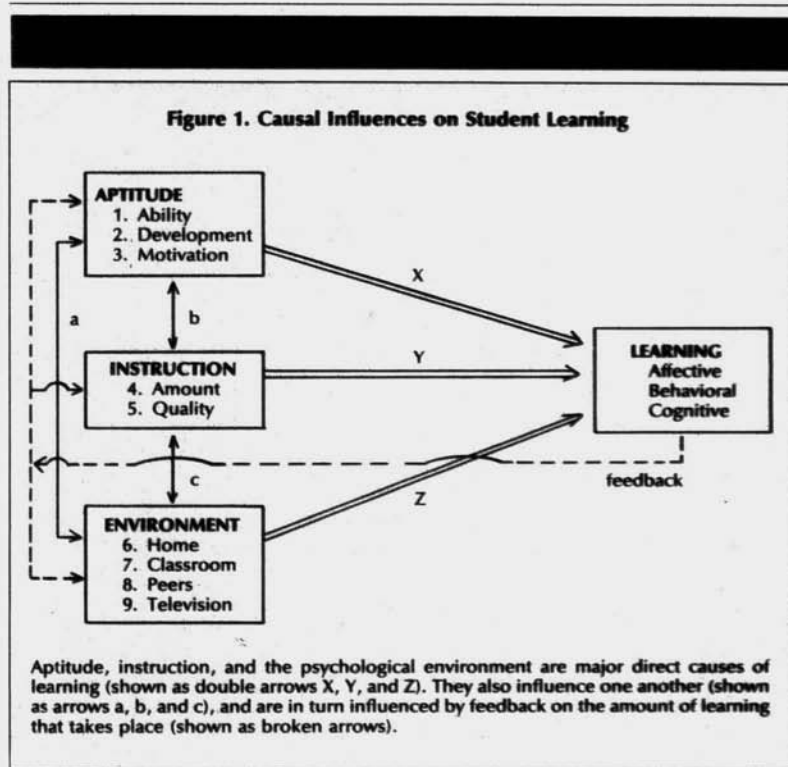 Figure 1. Causal Influences on Student Learning
APTITUDE
1. Ability
2. Development
3. Motivation
X
a
b
INSTRUCTION
4. Amount
5. Quality
Y
LEARNING
Affective
Behavioral
Cognitive
c
feedback
Z
ENVIRONMENT
6. Home
7. Classroom
8. Peers
9. Television
Aptitude, instruction, and the psychological environment are major direct causes of
learning (shown as double arrows X, Y, and Z). They also influence one another (shown
as arrows a, b, and c), and are in turn influenced by feedback on the amount of learning
that takes place (shown as broken arrows).